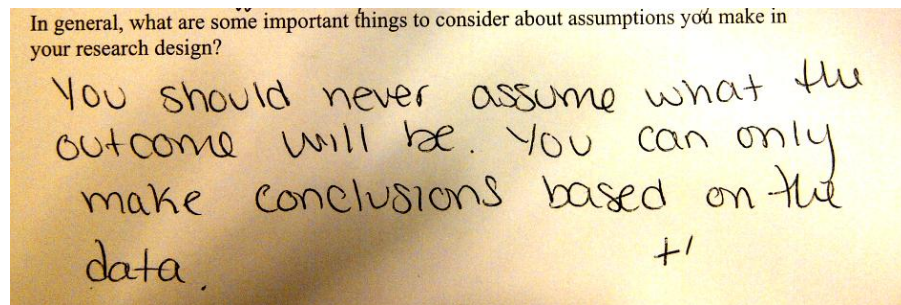 In general, what are some important things to consider about assumptions you make in
your research design?
You should never assume what the
outcome will be. You can only
make conclusions based on the
data.
+1